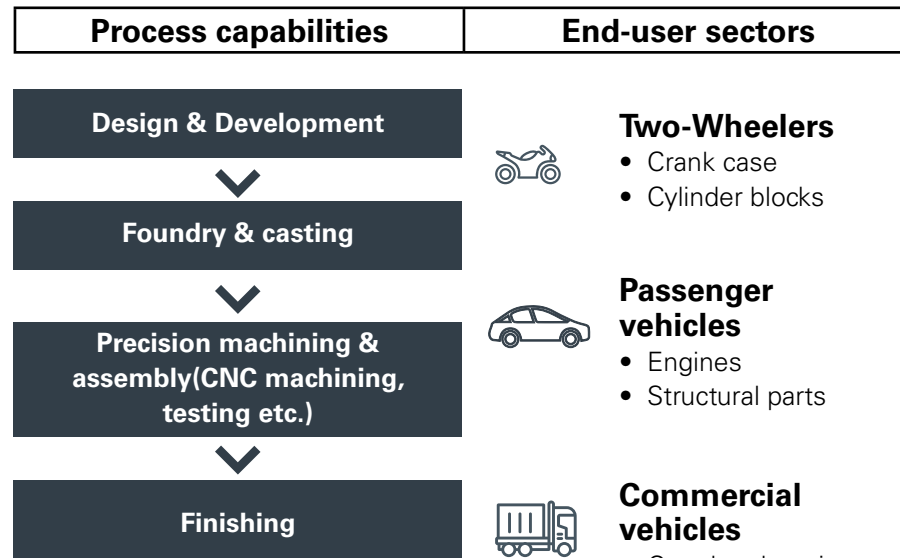 Process capabilities
End-user sectors
Design & Development
Foundry & casting
Precision machining &
assembly(CNC machining,
testing etc.)
Finishing
Two-Wheelers
• Crank case
• Cylinder blocks
Passenger
vehicles
• Engines
• Structural parts
Commercial
vehicles